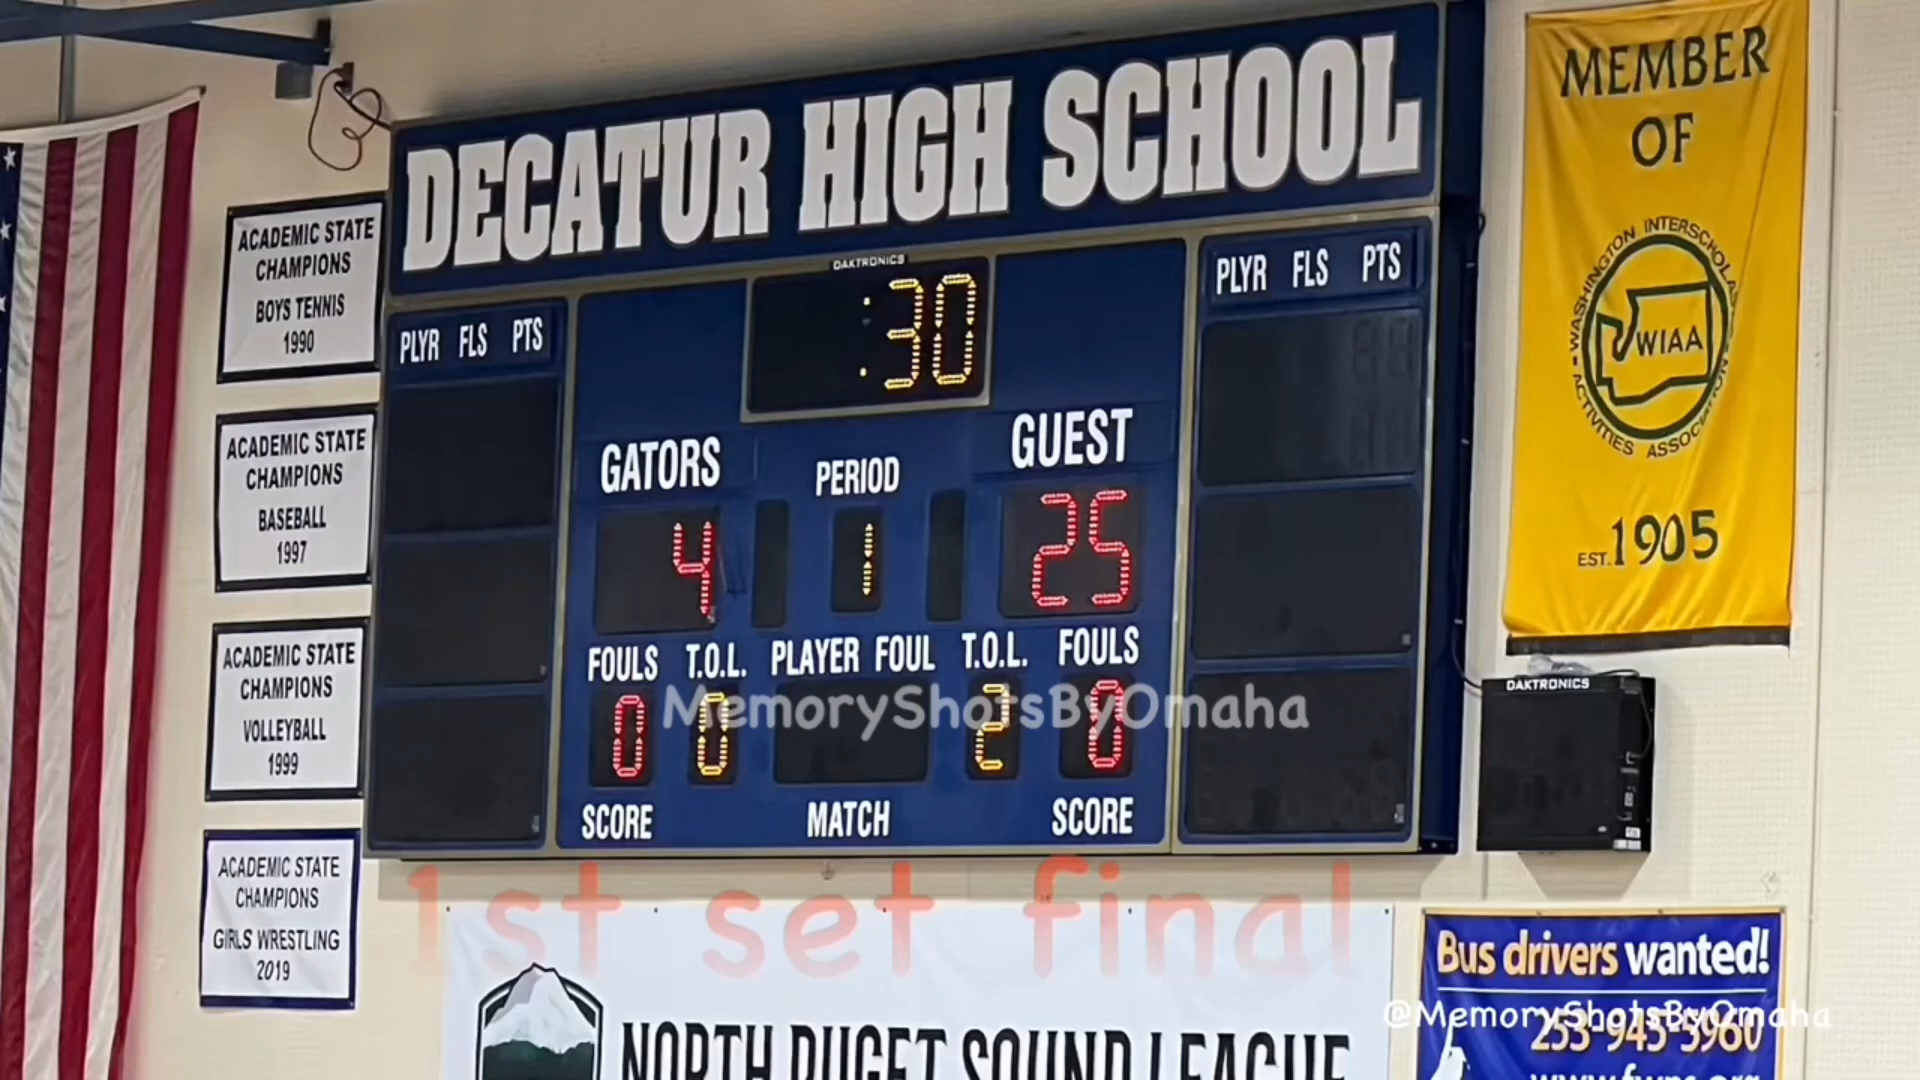 DECATUR HIGH SCHOOL
MEMBER
OF
WASHINGTON INTERSCHOLAS
WIAA
ACTIVITIES ASSOCIATION
EST. 1905
ACADEMIC STATE
CHAMPIONS
BOYS TENNIS
1990
ACADEMIC STATE
CHAMPIONS
BASEBALL
1997
ACADEMIC STATE
CHAMPIONS
VOLLEYBALL
1999
ACADEMIC STATE
CHAMPIONS
GIRLS WRESTLING
2019
DAKTRONICS
:30
PLYR FLS PTS
PLYR FLS PTS
GATORS PERIOD GUEST
4 1 25
FOULS T.O.L. PLAYER FOUL T.O.L. FOULS
0 0 2 0
MemoryShotsByOmaha
SCORE MATCH SCORE
DAKTRONICS
1st set final
NORTH PUGET SOUND LEAGUE
Bus drivers wanted!
@MemoryShotsByOmaha
253-945-5960